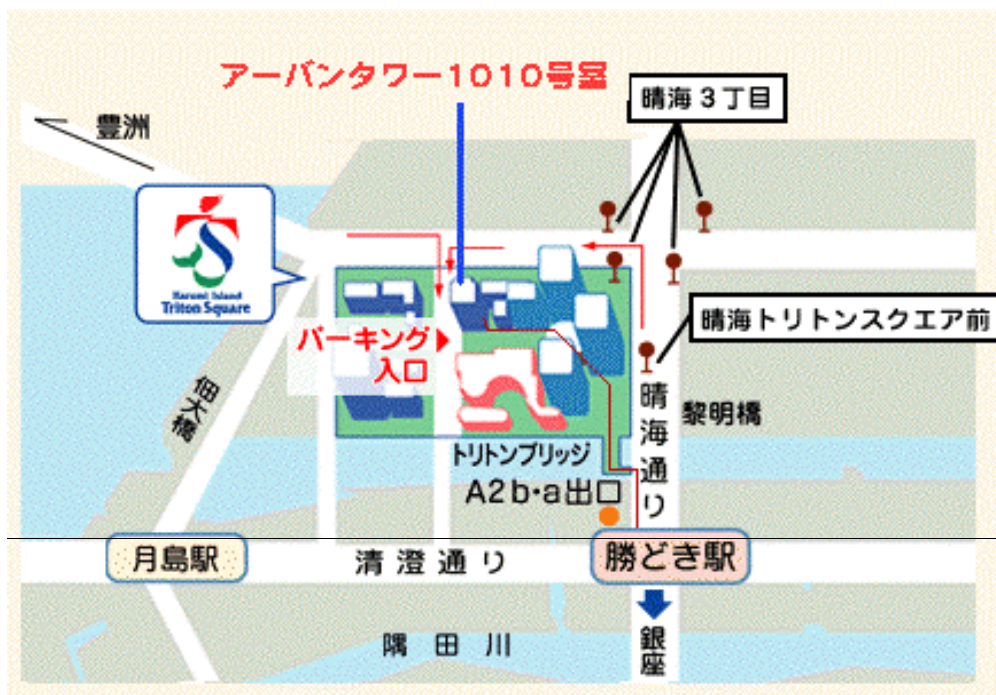 アーバンタワー1010号室
晴海3丁目
豊洲
Harumi Island
Triton Square
晴海トリトンスクエア前
パーキング
入口
佃大橋
晴海通り
黎明橋
トリトンブリッジ
A2b・a出口
月島駅
清澄通り
勝どき駅
隅田川
銀座